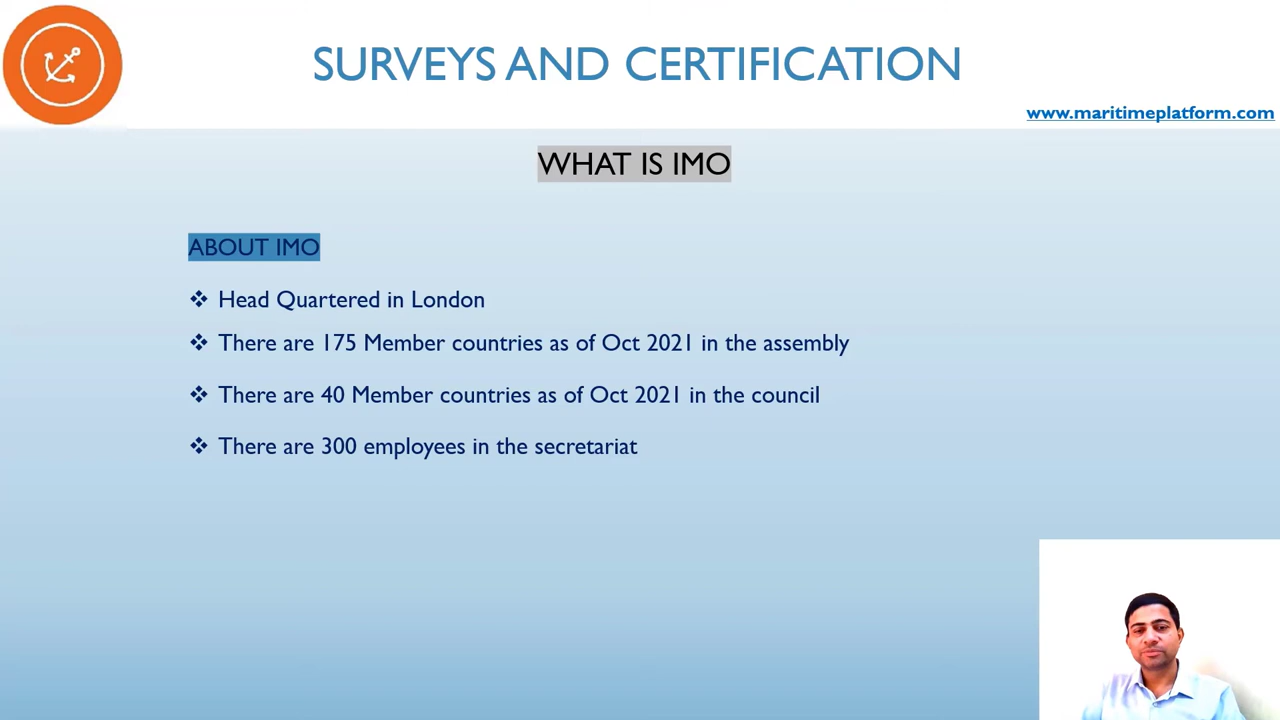 SURVEYS AND CERTIFICATION
www.maritimeplatform.com
WHAT IS IMO
ABOUT IMO
Head Quartered in London
There are 175 Member countries as of Oct 2021 in the assembly
There are 40 Member countries as of Oct 2021 in the council
There are 300 employees in the secretariat